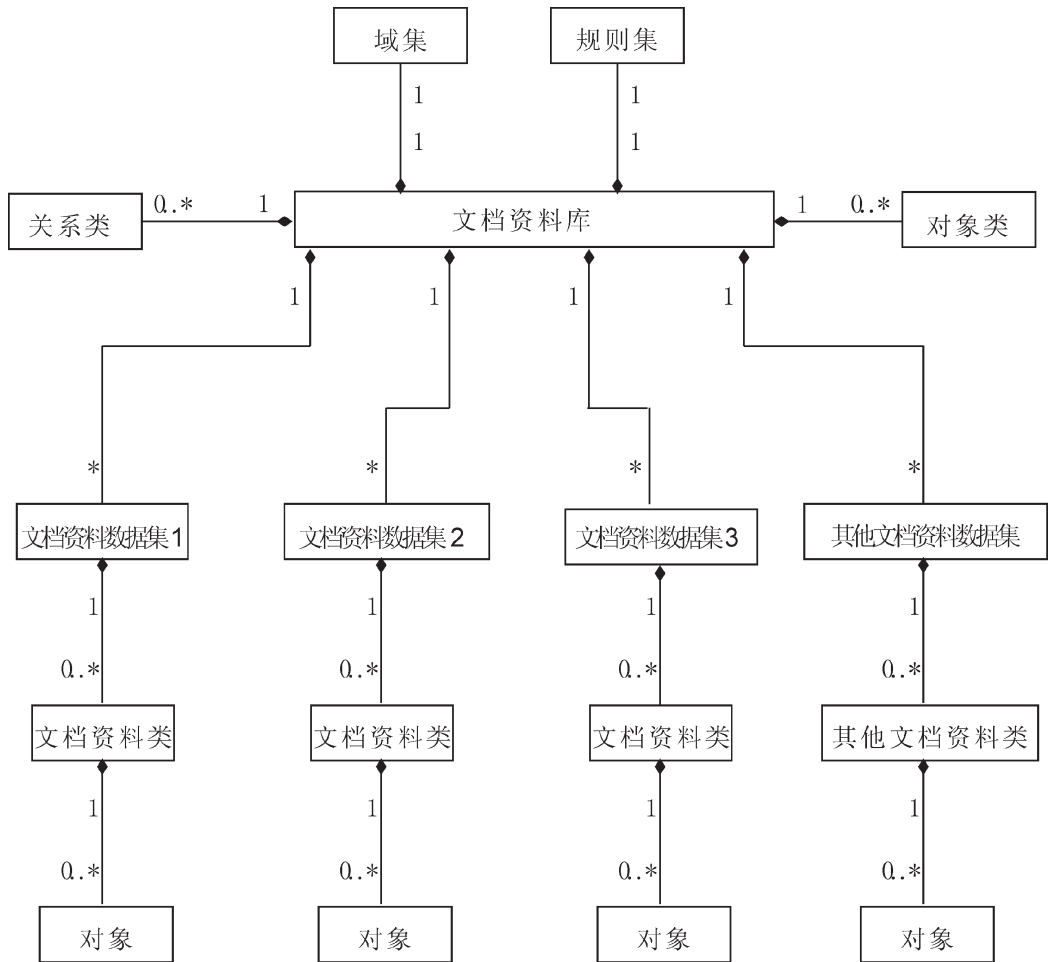 域集
规则集
1
1
1
1
关系类
0..*
1
文档资料库
1
0..*
对象类
1
1
1
1
*
*
*
*
文档资料数据集1
文档资料数据集2
文档资料数据集3
其他文档资料数据集
1
1
1
1
0..*
0..*
0..*
0..*
文档资料类
文档资料类
文档资料类
其他文档资料类
1
1
1
1
0..*
0..*
0..*
0..*
对象
对象
对象
对象